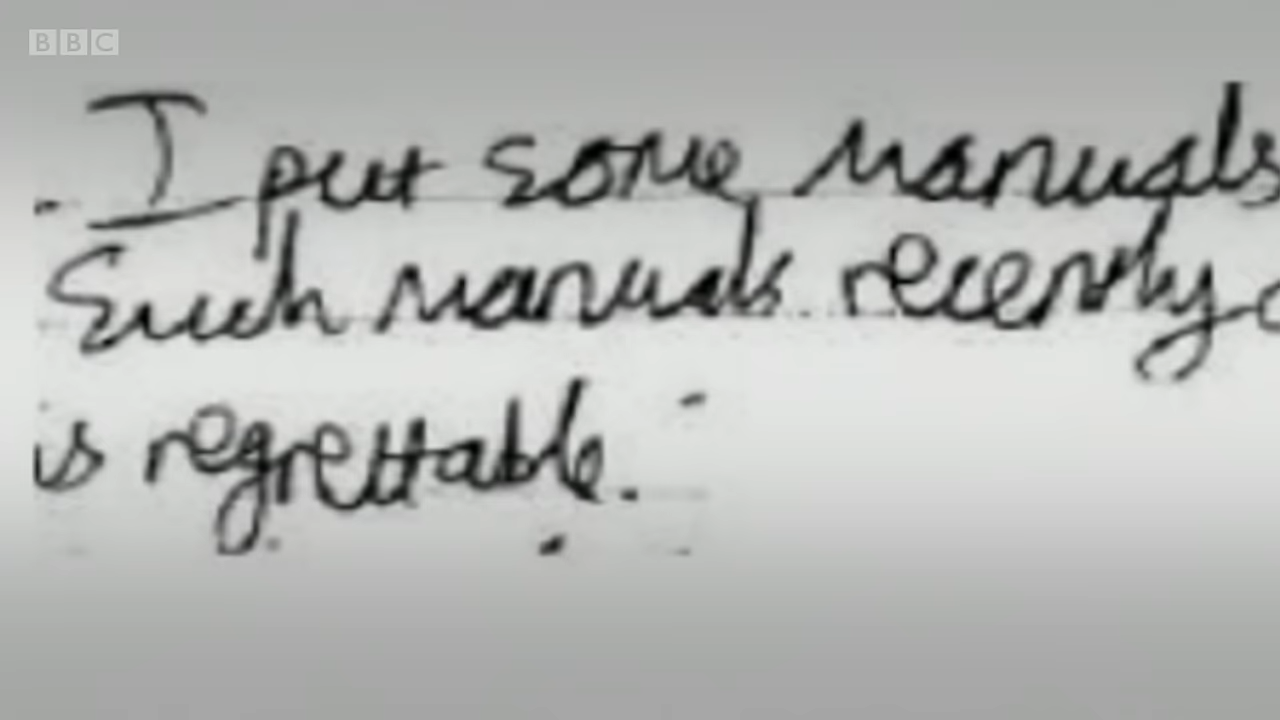 BBC
I put some manuals
Such manuals recently
is regrettable.